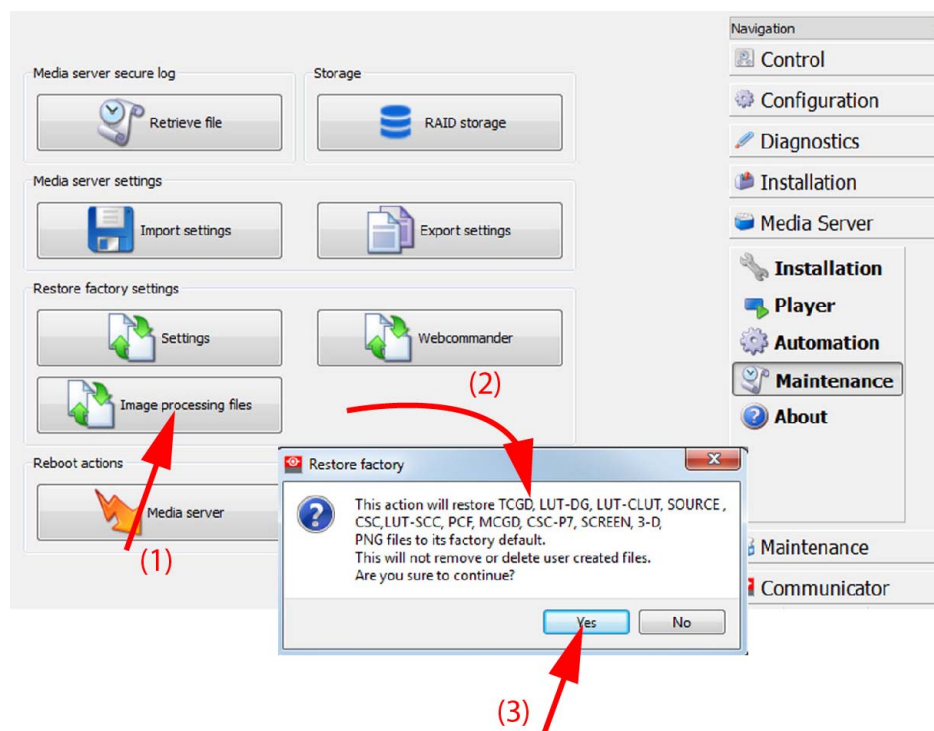 Navigation
Control
Configuration
Diagnostics
Installation
Media Server
Installation
Player
Automation
Maintenance
About
Maintenance
Communicator
Media server secure log
Storage
Retrieve file
RAID storage
Media server settings
Import settings
Export settings
Restore factory settings
Settings
Webcommander
Image processing files
(2)
Reboot actions
Media server
(1)
Restore factory
This action will restore TCGD, LUT-DG, LUT-CLUT, SOURCE ,
CSC,LUT-SCC, PCF, MCGD, CSC-P7, SCREEN, 3-D,
PNG files to its factory default.
This will not remove or delete user created files.
Are you sure to continue?
Yes
No
(3)